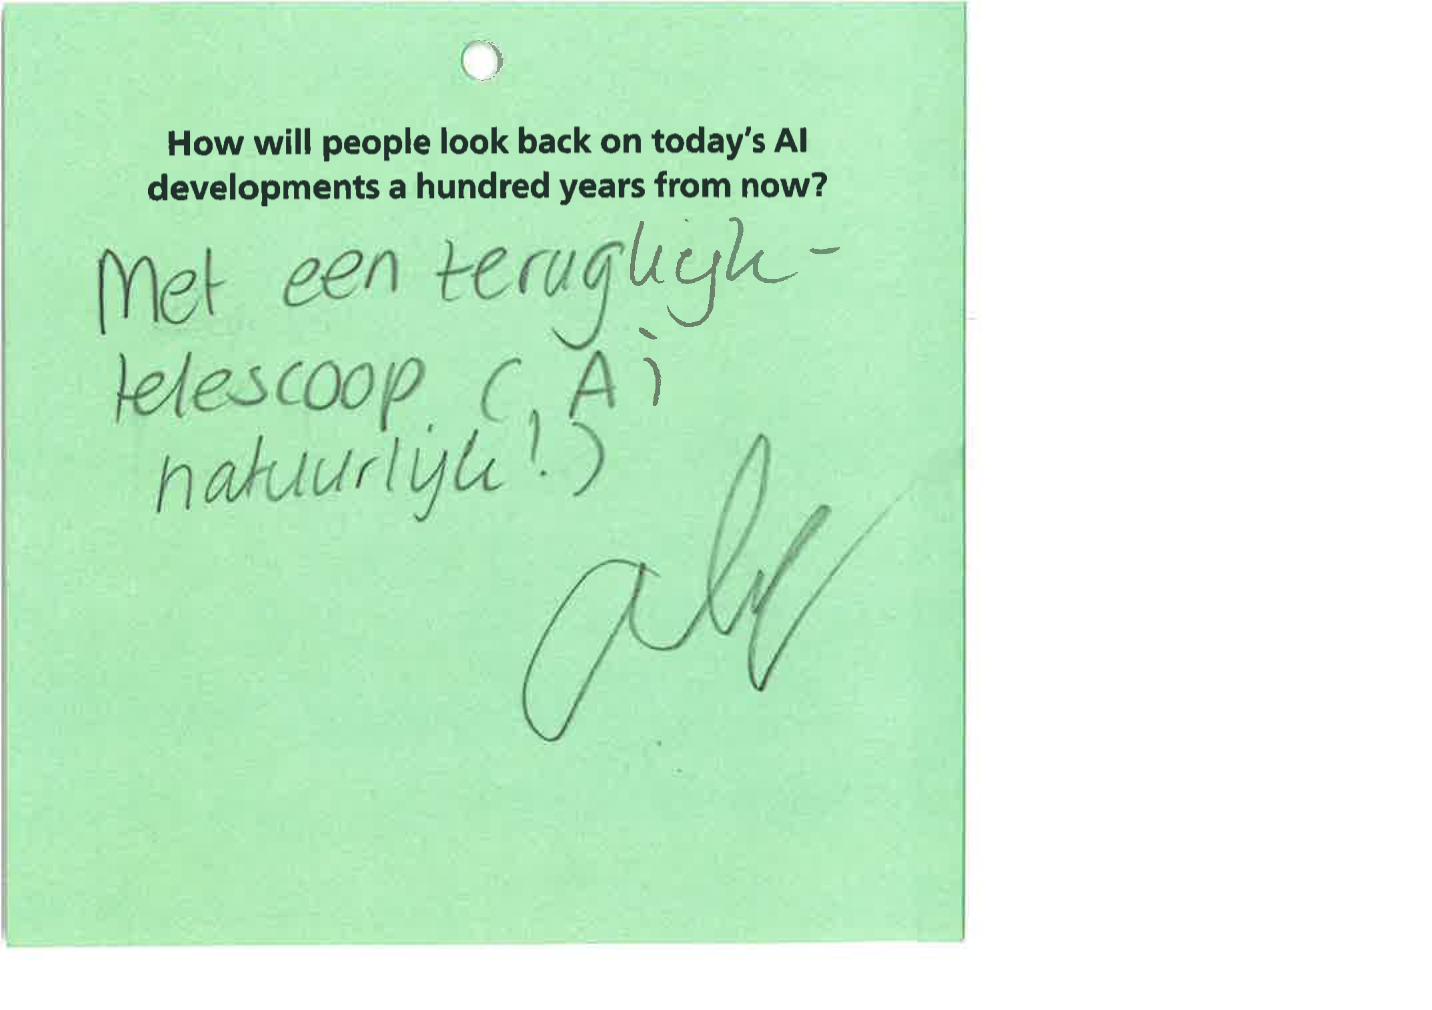 How will people look back on today's AI
developments a hundred years from now?
Met een terugkijk-
telescoop (Ai
natuurlijk!)